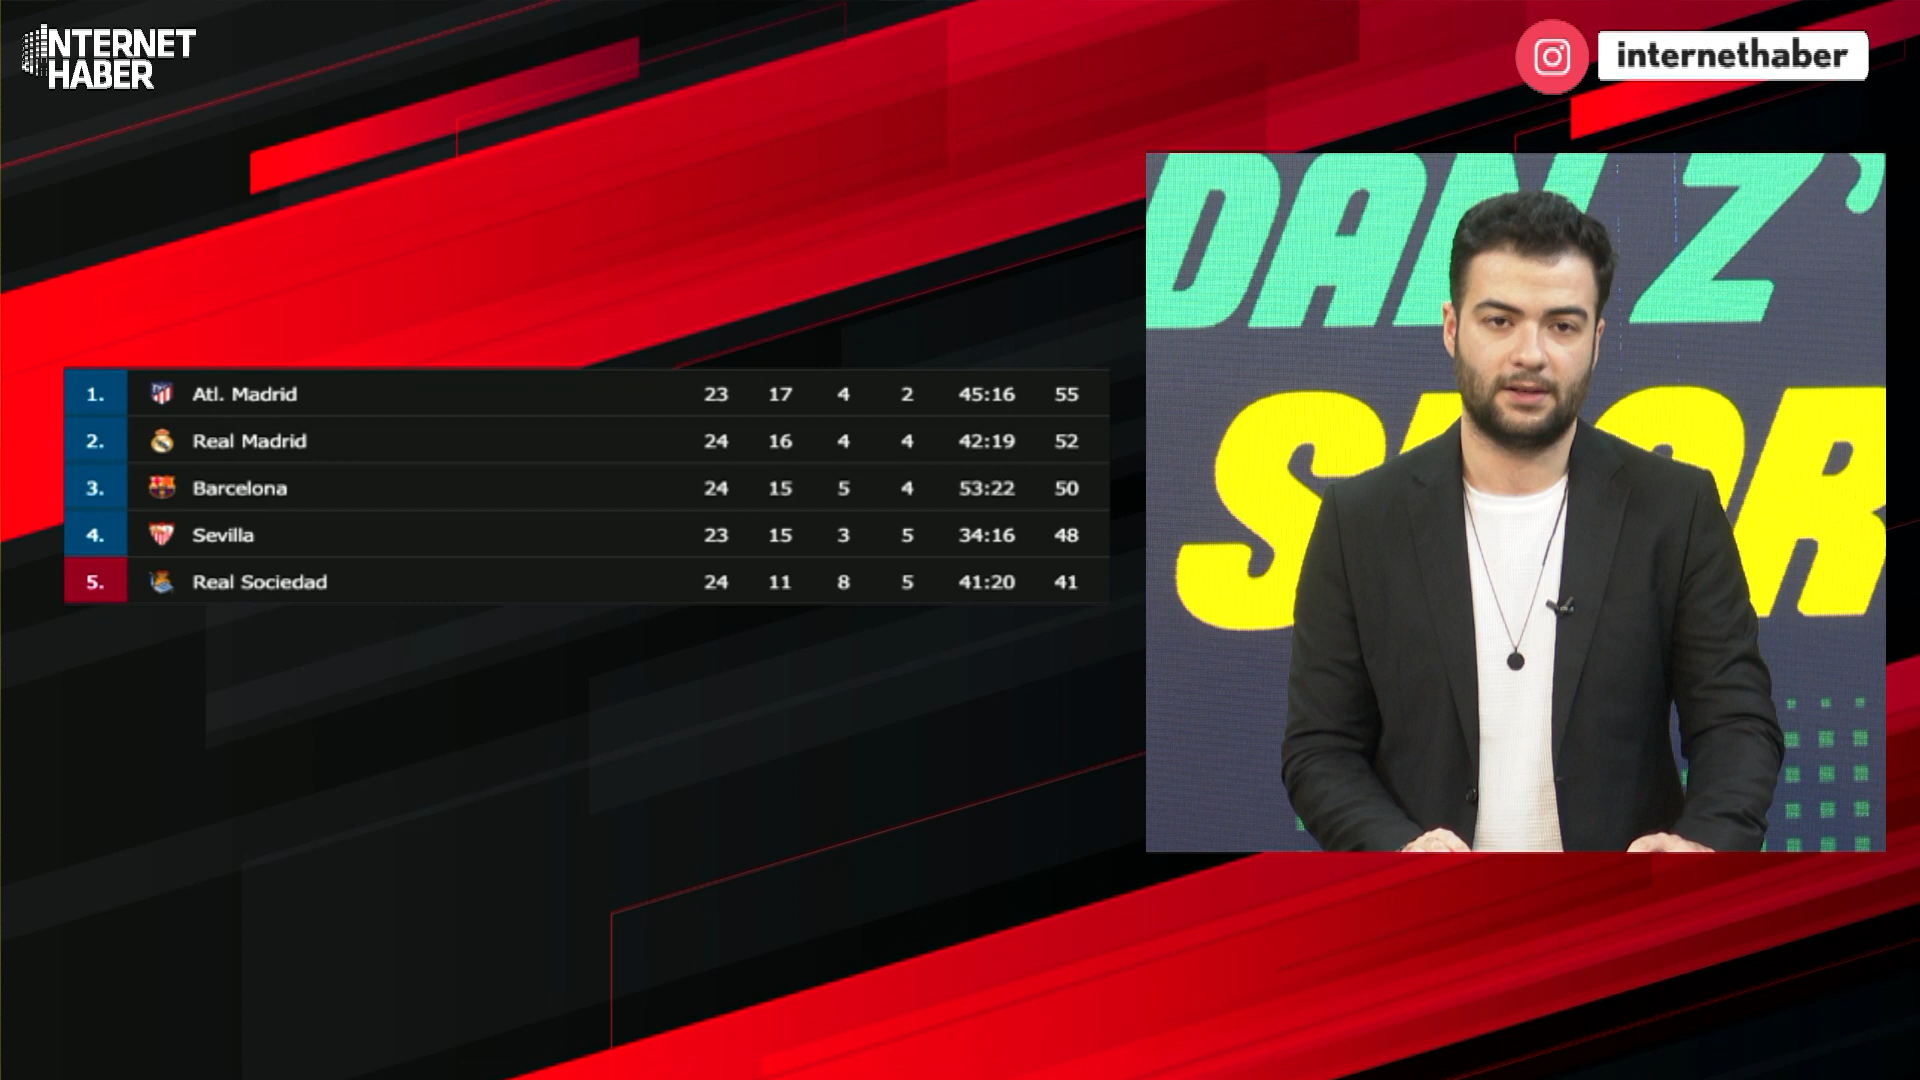 INTERNET
HABER
internethaber
DAN Z'
SPOR
1. Atl. Madrid 23 17 4 2 45:16 55
2. Real Madrid 24 16 4 4 42:19 52
3. Barcelona 24 15 5 4 53:22 50
4. Sevilla 23 15 3 5 34:16 48
5. Real Sociedad 24 11 8 5 41:20 41